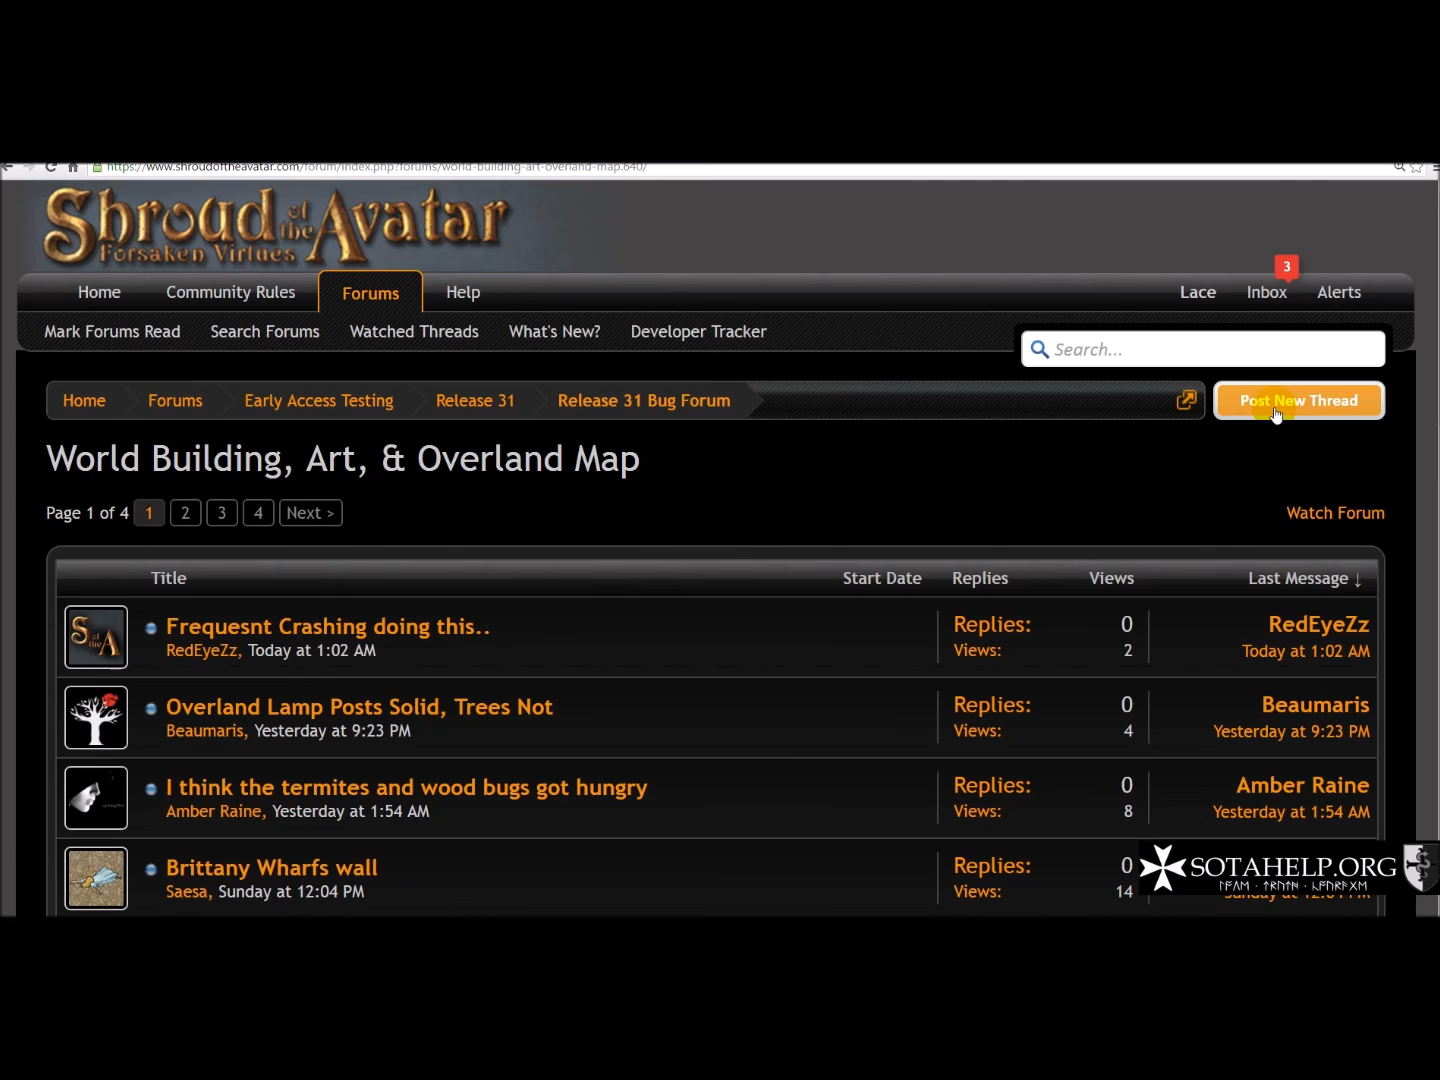 https://www.shroudoftheavatar.com/forum/index.php?forums/world-building-art-overland-map.640/
Shroud of the Avatar
Forsaken Virtues
3
Home Community Rules Forums Help Lace Inbox Alerts
Mark Forums Read Search Forums Watched Threads What's New? Developer Tracker
Search...
Home Forums Early Access Testing Release 31 Release 31 Bug Forum Post New Thread
World Building, Art, & Overland Map
Page 1 of 4 1 2 3 4 Next > Watch Forum
Title Start Date Replies Views Last Message ↓
Frequesnt Crashing doing this.. Replies: 0 RedEyeZz
RedEyeZz, Today at 1:02 AM Views: 2 Today at 1:02 AM
Overland Lamp Posts Solid, Trees Not Replies: 0 Beaumaris
Beaumaris, Yesterday at 9:23 PM Views: 4 Yesterday at 9:23 PM
I think the termites and wood bugs got hungry Replies: 0 Amber Raine
Amber Raine, Yesterday at 1:54 AM Views: 8 Yesterday at 1:54 AM
Brittany Wharfs wall Replies: 0 SOTAHELP.ORG
Saesa, Sunday at 12:04 PM Views: 14